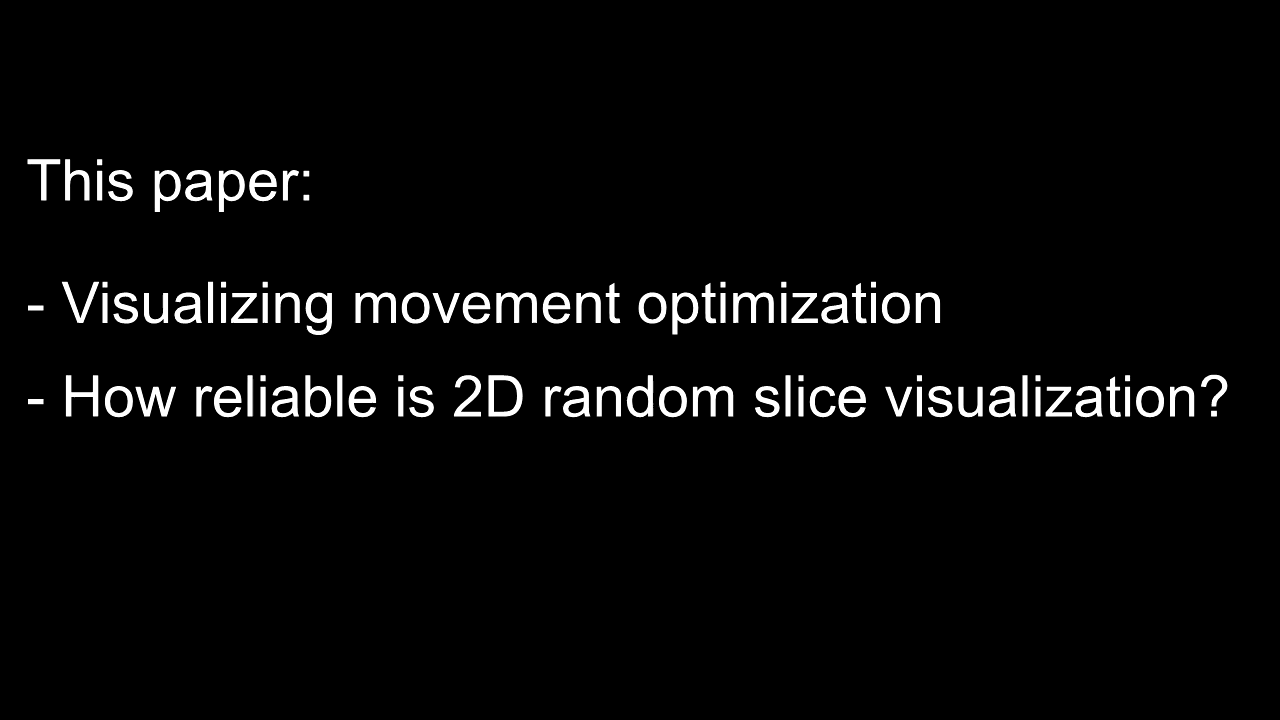 This paper:
- Visualizing movement optimization
- How reliable is 2D random slice visualization?